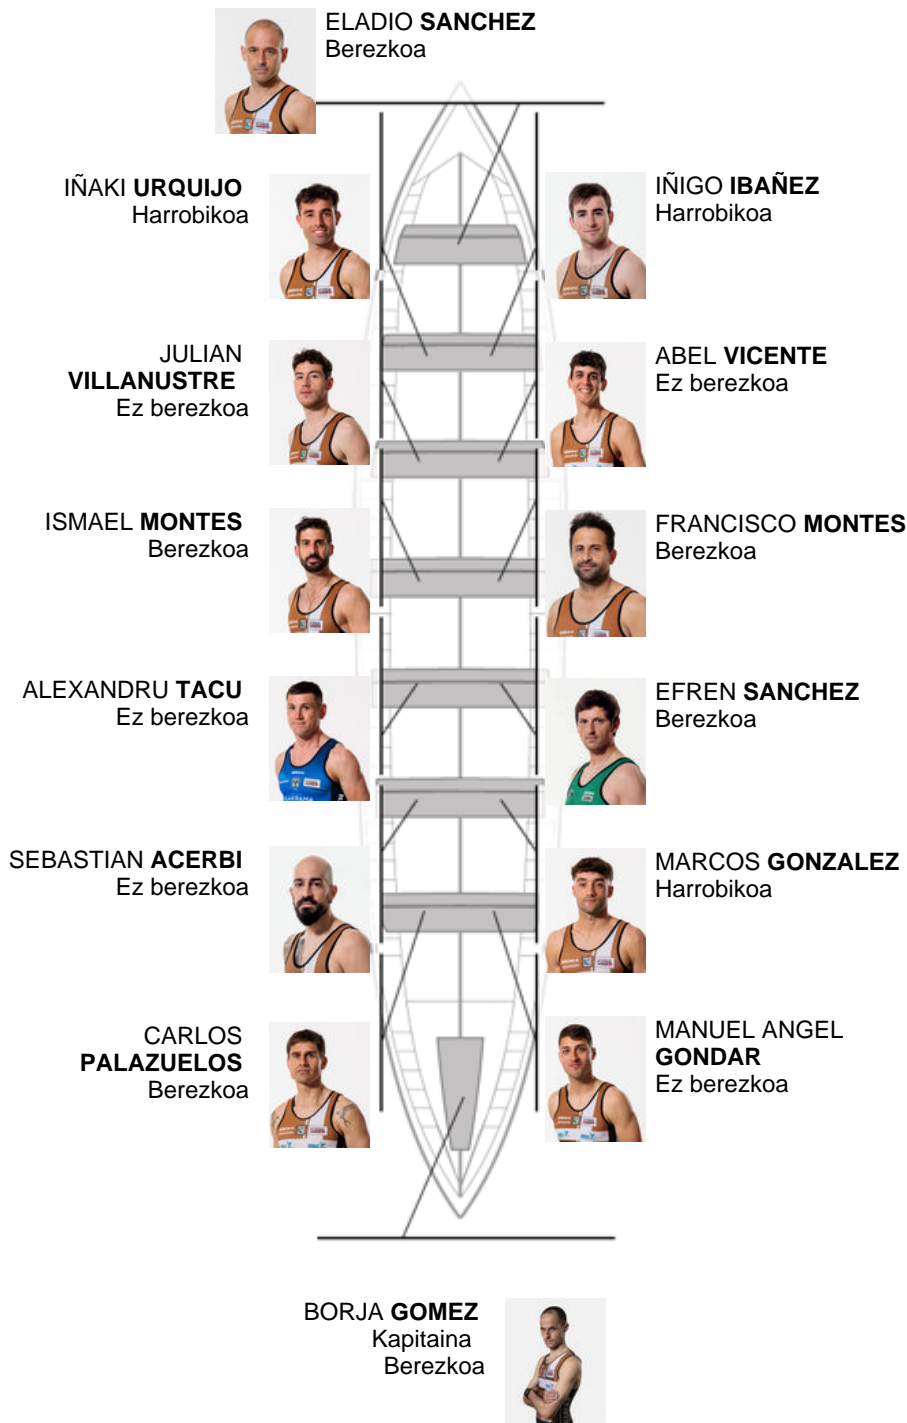 ELADIO SANCHEZ
Berezkoa
IÑAKI URQUIJO
Harrobikoa
IÑIGO IBAÑEZ
Harrobikoa
JULIAN
VILLANUSTRE
Ez berezkoa
ABEL VICENTE
Ez berezkoa
ISMAEL MONTES
Berezkoa
FRANCISCO MONTES
Berezkoa
ALEXANDRU TACU
Ez berezkoa
EFREN SANCHEZ
Berezkoa
SEBASTIAN ACERBI
Ez berezkoa
MARCOS GONZALEZ
Harrobikoa
CARLOS
PALAZUELOS
Berezkoa
MANUEL ANGEL
GONDAR
Ez berezkoa
BORJA GOMEZ
Kapitaina
Berezkoa